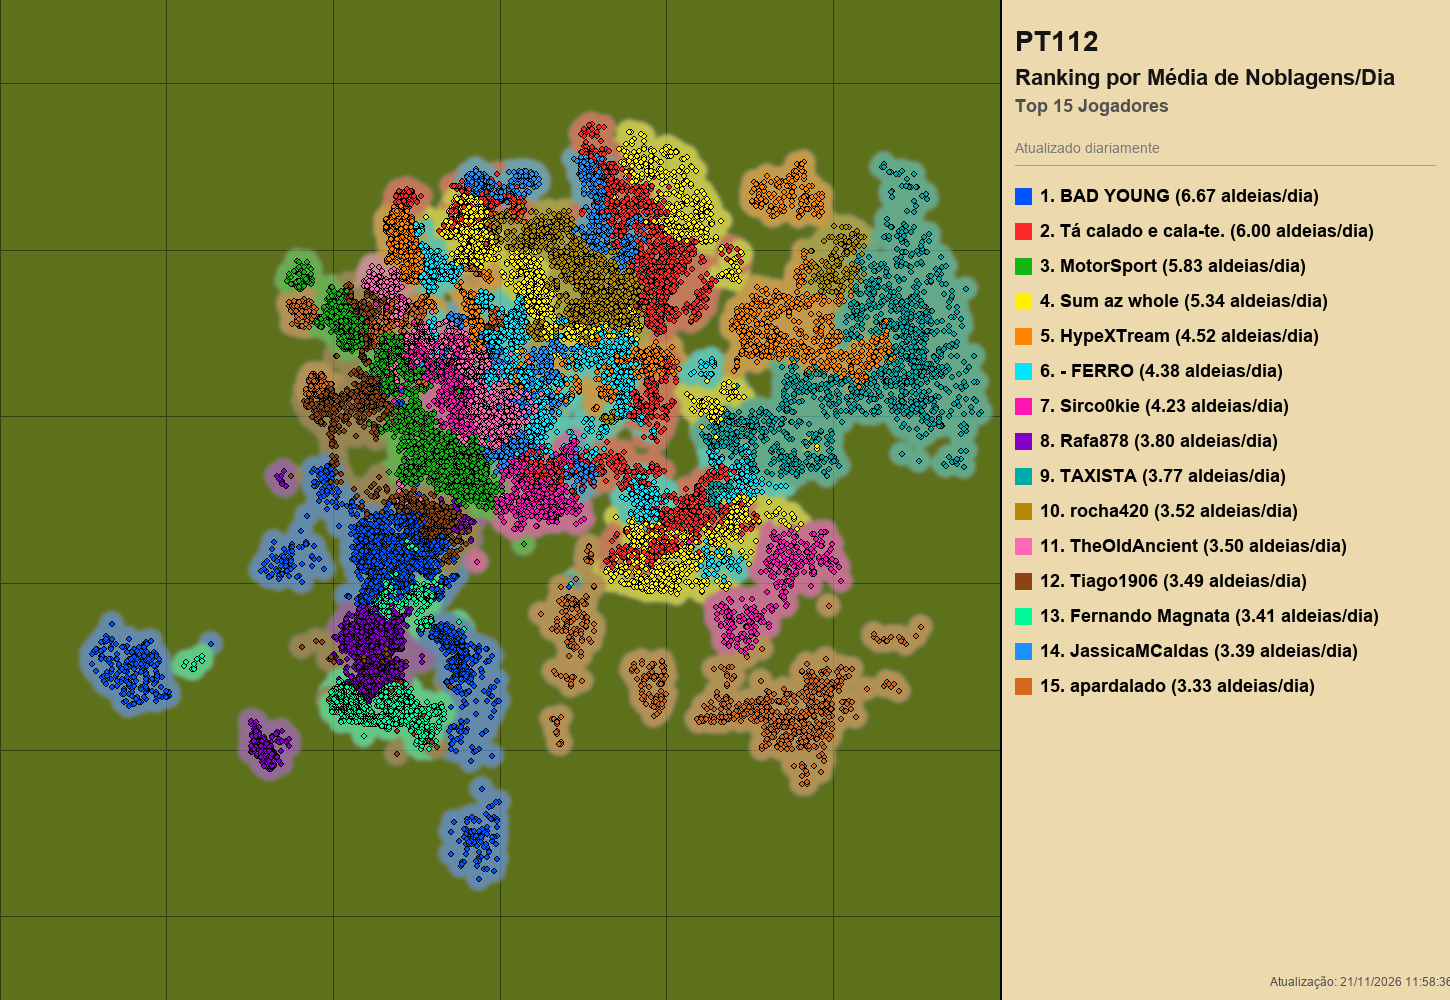 PT112
Ranking por Média de Noblagens/Dia
Top 15 Jogadores
Atualizado diariamente
1. BAD YOUNG (6.67 aldeias/dia)
2. Tá calado e cala-te. (6.00 aldeias/dia)
3. MotorSport (5.83 aldeias/dia)
4. Sum az whole (5.34 aldeias/dia)
5. HypeXTream (4.52 aldeias/dia)
6. - FERRO (4.38 aldeias/dia)
7. Sirco0kie (4.23 aldeias/dia)
8. Rafa878 (3.80 aldeias/dia)
9. TAXISTA (3.77 aldeias/dia)
10. rocha420 (3.52 aldeias/dia)
11. TheOldAncient (3.50 aldeias/dia)
12. Tiago1906 (3.49 aldeias/dia)
13. Fernando Magnata (3.41 aldeias/dia)
14. JassicaMCaldas (3.39 aldeias/dia)
15. apardalado (3.33 aldeias/dia)
Atualização: 21/11/2026 11:58:36